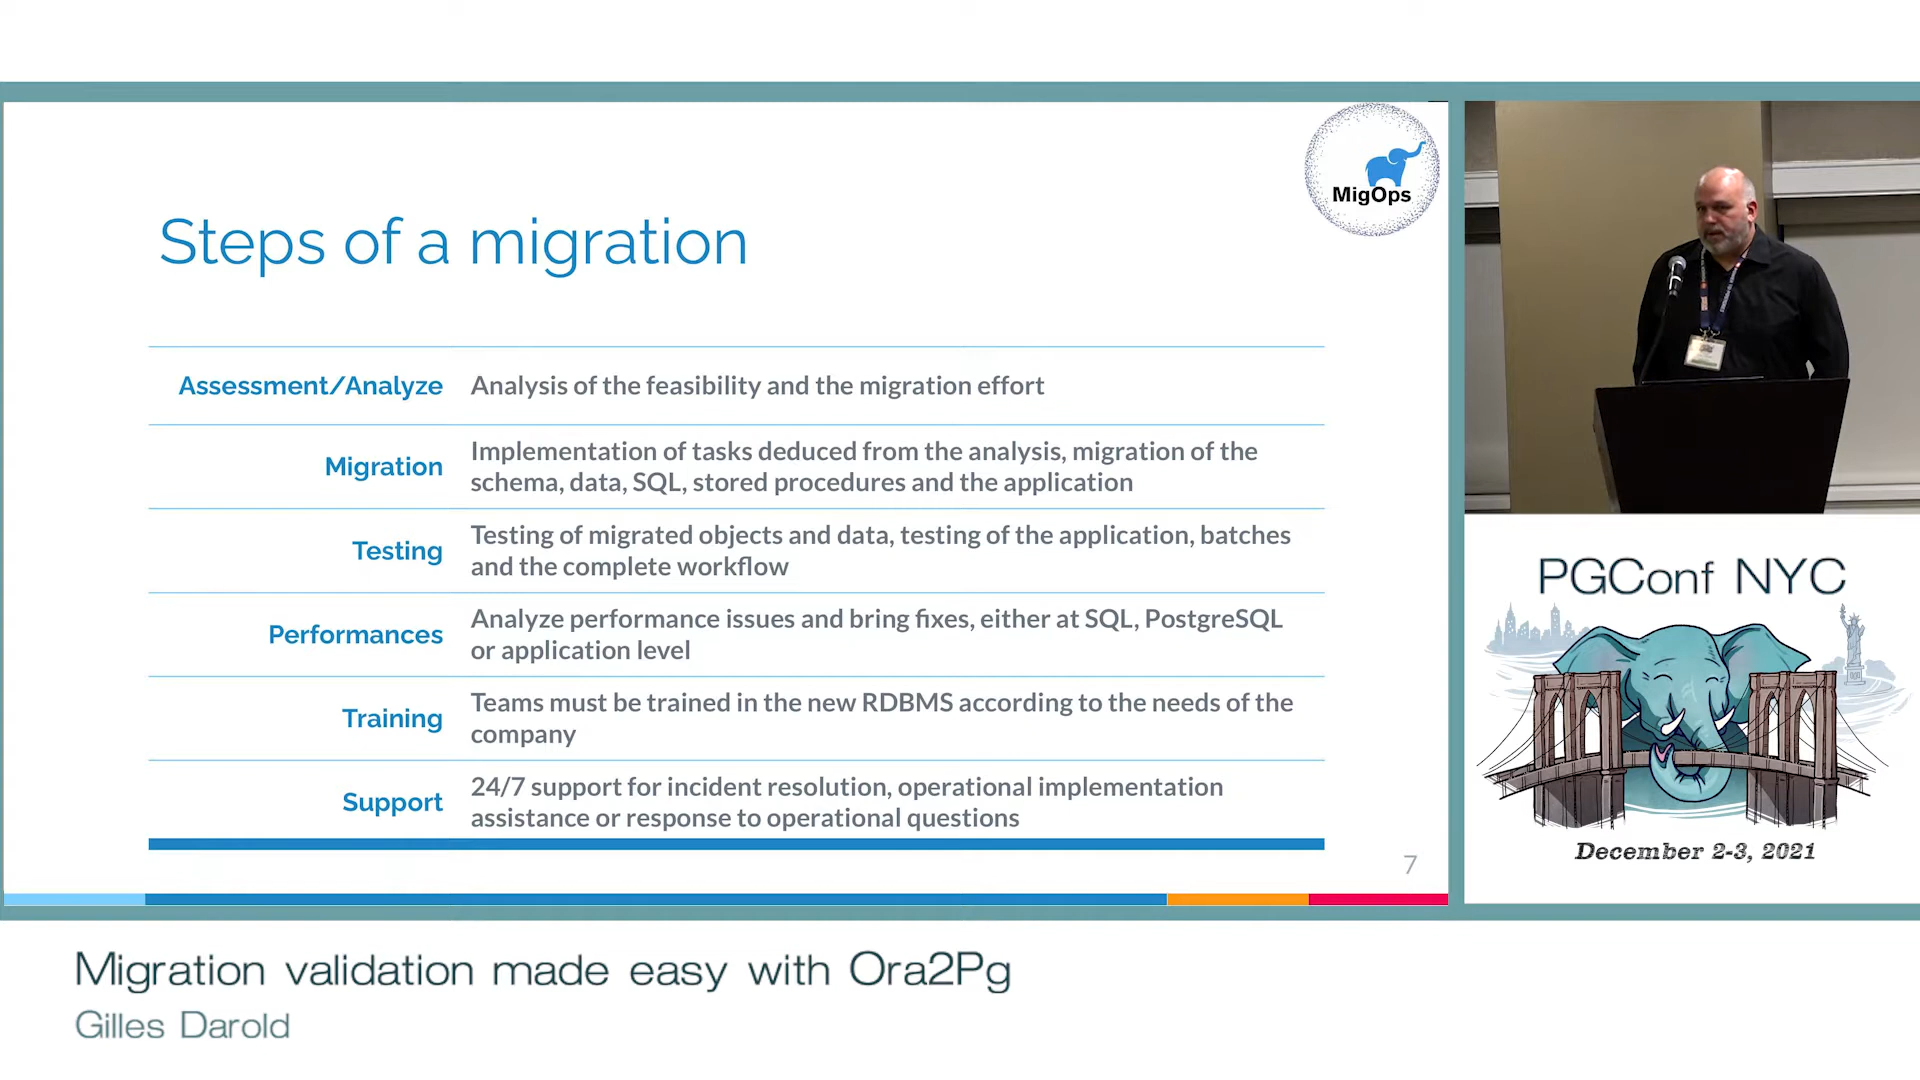 MigOps
Steps of a migration
Assessment/Analyze
Analysis of the feasibility and the migration effort
Migration
Implementation of tasks deduced from the analysis, migration of the
schema, data, SQL, stored procedures and the application
Testing
Testing of migrated objects and data, testing of the application, batches
and the complete workflow
Performances
Analyze performance issues and bring fixes, either at SQL, PostgreSQL
or application level
Training
Teams must be trained in the new RDBMS according to the needs of the
company
Support
24/7 support for incident resolution, operational implementation
assistance or response to operational questions
7
PGConf NYC
December 2-3, 2021
Migration validation made easy with Ora2Pg
Gilles Darold